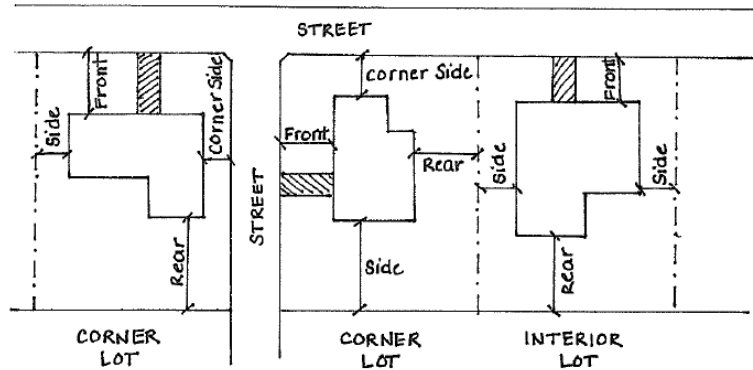 STREET
Front
Corner Side
Side
Rear
CORNER
LOT
STREET
corner Side
Front
Rear
Side
CORNER
LOT
Front
Side
Side
Rear
INTERIOR
LOT